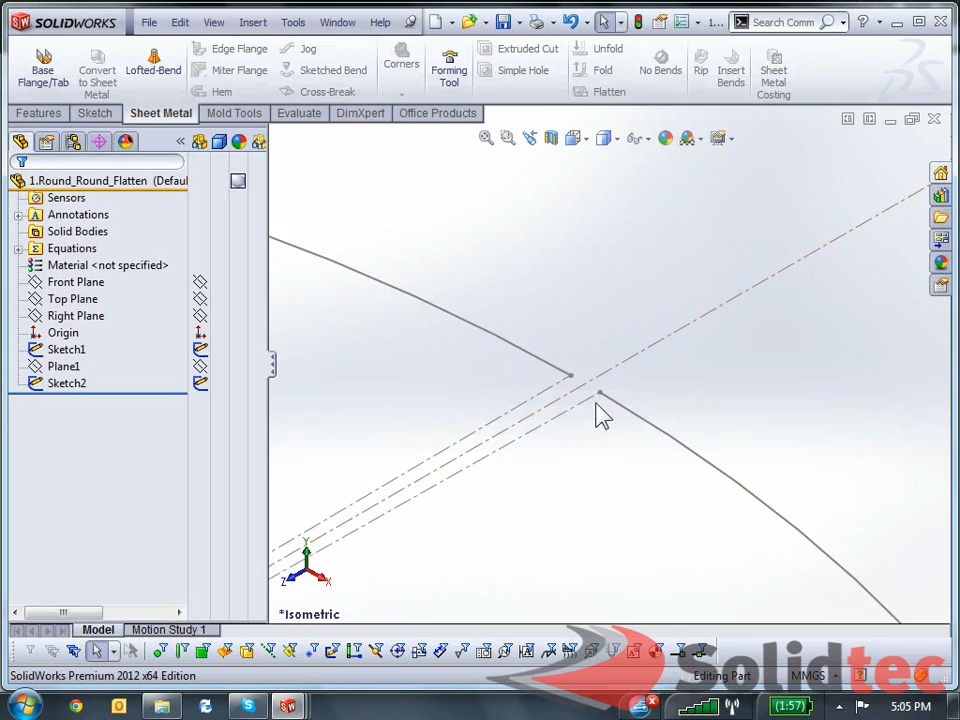 SOLIDWORKS File Edit View Insert Tools Window Help 1... Search Comm
Base Flange/Tab
Convert to Sheet Metal
Lofted-Bend
Edge Flange
Miter Flange
Hem
Jog
Sketched Bend
Cross-Break
Corners
Forming Tool
Extruded Cut
Simple Hole
Unfold
Fold
Flatten
No Bends
Rip
Insert Bends
Sheet Metal Costing
Features Sketch Sheet Metal Mold Tools Evaluate DimXpert Office Products
1.Round_Round_Flatten (Defaul
Sensors
Annotations
Solid Bodies
Equations
Material <not specified>
Front Plane
Top Plane
Right Plane
Origin
Sketch1
Plane1
Sketch2
Y
Z
X
*Isometric
Model Motion Study 1
SolidWorks Premium 2012 x64 Edition
Editing Part
MMGS
Solidtec
(1:57)
5:05 PM